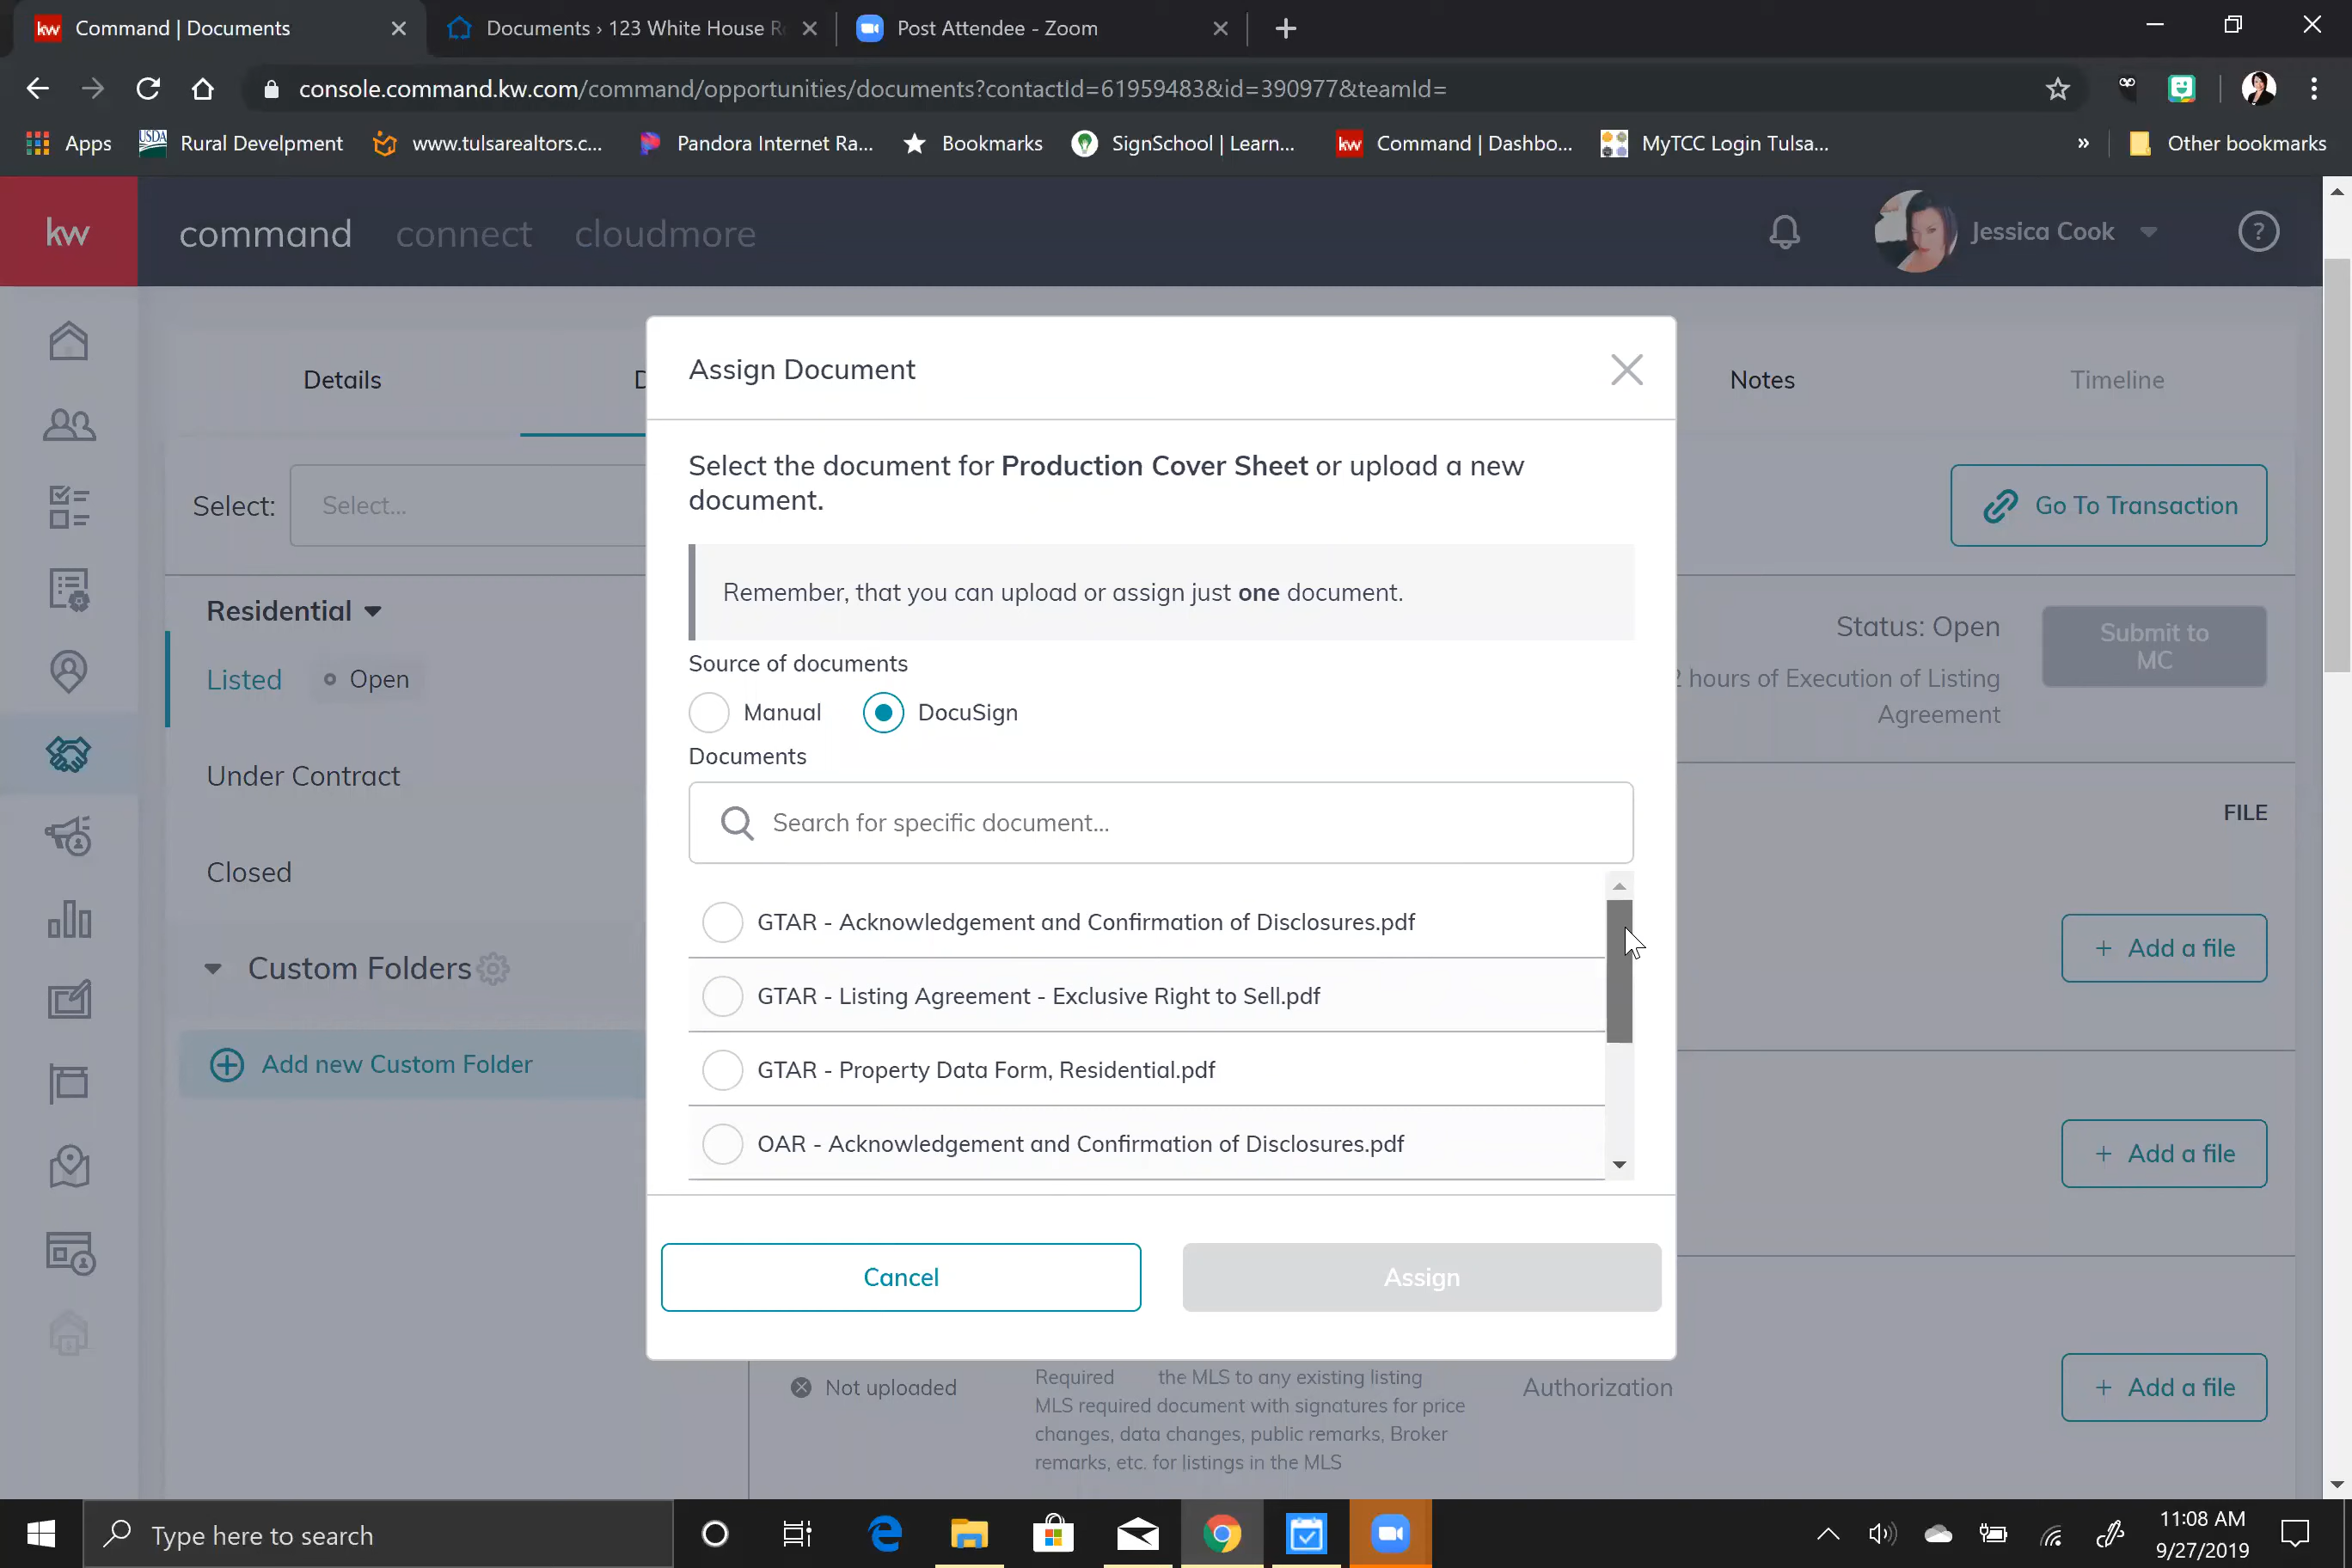 kw Command | Documents
Documents › 123 White House R
Post Attendee - Zoom
console.command.kw.com/command/opportunities/documents?contactId=61959483&id=390977&teamId=
Apps
USDA Rural Develpment
www.tulsarealtors.c...
Pandora Internet Ra...
Bookmarks
SignSchool | Learn...
kw Command | Dashbo...
MyTCC Login Tulsa...
»
Other bookmarks
kw
command connect cloudmore
Jessica Cook
?
Details
D
Notes
Timeline
Select: Select...
Go To Transaction
Residential
Listed Open
Under Contract
Closed
Custom Folders
Add new Custom Folder
Status: Open
hours of Execution of Listing
Agreement
Submit to
MC
FILE
+ Add a file
+ Add a file
+ Add a file
Assign Document
Select the document for Production Cover Sheet or upload a new
document.
Remember, that you can upload or assign just one document.
Source of documents
Manual DocuSign
Documents
Search for specific document...
GTAR - Acknowledgement and Confirmation of Disclosures.pdf
GTAR - Listing Agreement - Exclusive Right to Sell.pdf
GTAR - Property Data Form, Residential.pdf
OAR - Acknowledgement and Confirmation of Disclosures.pdf
Cancel
Assign
Not uploaded
Required the MLS to any existing listing
MLS required document with signatures for price
changes, data changes, public remarks, Broker
remarks, etc. for listings in the MLS
Authorization
Type here to search
11:08 AM
9/27/2019